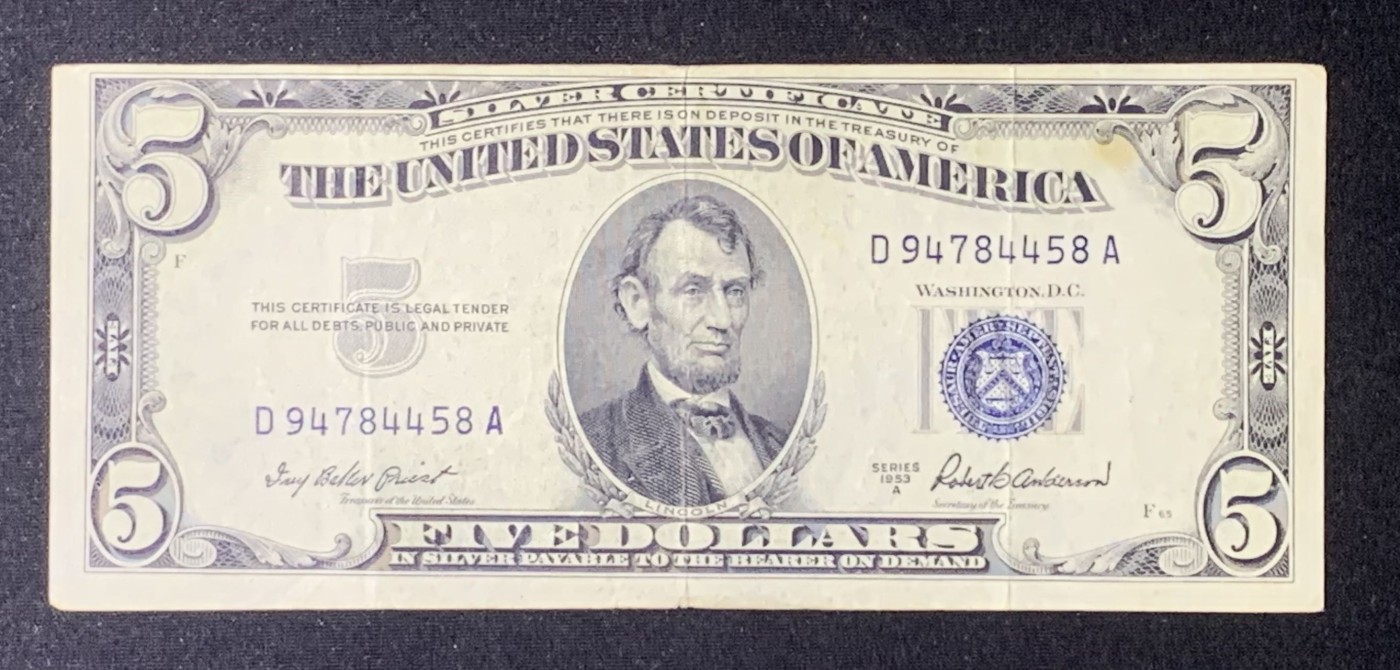 SILVER CERTIFICATE
THIS CERTIFIES THAT THERE IS ON DEPOSIT IN THE TREASURY OF
THE UNITED STATES OF AMERICA
5
5
D 94784458 A
F
WASHINGTON, D.C.
5
THIS CERTIFICATE IS LEGAL TENDER
FOR ALL DEBTS, PUBLIC AND PRIVATE
FIVE
D 94784458 A
SERIES
1953
A
Ivy Baker Priest
Robert B Anderson
Treasurer of the United States
Secretary of the Treasury
F 65
LINCOLN
5
5
FIVE DOLLARS
IN SILVER PAYABLE TO THE BEARER ON DEMAND